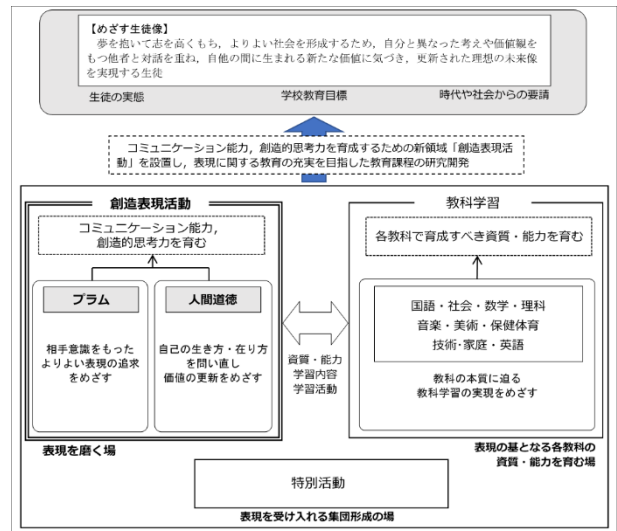 【めざす生徒像】
夢を抱いて志を高くもち，よりよい社会を形成するため，自分と異なった考えや価値観を
もつ他者と対話を重ね，自他の間に生まれる新たな価値に気づき，更新された理想の未来像
を実現する生徒
生徒の実態 学校教育目標 時代や社会からの要請
コミュニケーション能力，創造的思考力を育成するための新領域「創造表現活
動」を設置し，表現に関する教育の充実を目指した教育課程の研究開発
創造表現活動
コミュニケーション能力，
創造的思考力を育む
プラム
相手意識をもった
よりよい表現の追求
をめざす
人間道徳
自己の生き方・在り方
を問い直し
価値の更新をめざす
表現を磨く場
資質・能力
学習内容
学習活動
教科学習
各教科で育成すべき資質・能力を育む
国語・社会・数学・理科
音楽・美術・保健体育
技術・家庭・英語
教科の本質に迫る
教科学習の実現をめざす
表現の基となる各教科の
資質・能力を育む場
特別活動
表現を受け入れる集団形成の場